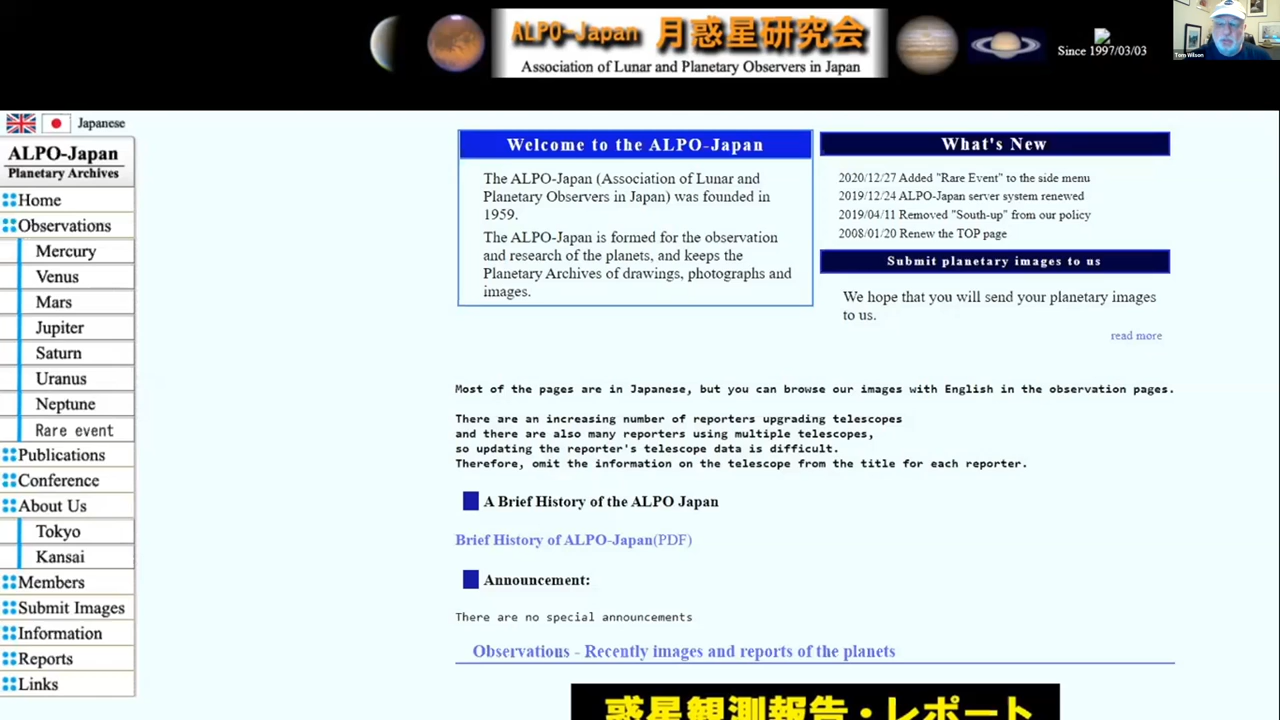 ALPO-Japan 月惑星研究会
Association of Lunar and Planetary Observers in Japan
Since 1997/03/03
Tom Wilson
Japanese
ALPO-Japan
Planetary Archives
Home
Observations
Mercury
Venus
Mars
Jupiter
Saturn
Uranus
Neptune
Rare event
Publications
Conference
About Us
Tokyo
Kansai
Members
Submit Images
Information
Reports
Links
Welcome to the ALPO-Japan
The ALPO-Japan (Association of Lunar and
Planetary Observers in Japan) was founded in
1959.
The ALPO-Japan is formed for the observation
and research of the planets, and keeps the
Planetary Archives of drawings, photographs and
images.
What's New
2020/12/27 Added "Rare Event" to the side menu
2019/12/24 ALPO-Japan server system renewed
2019/04/11 Removed "South-up" from our policy
2008/01/20 Renew the TOP page
Submit planetary images to us
We hope that you will send your planetary images
to us.
read more
Most of the pages are in Japanese, but you can browse our images with English in the observation pages.
There are an increasing number of reporters upgrading telescopes
and there are also many reporters using multiple telescopes,
so updating the reporter's telescope data is difficult.
Therefore, omit the information on the telescope from the title for each reporter.
A Brief History of the ALPO Japan
Brief History of ALPO-Japan(PDF)
Announcement:
There are no special announcements
Observations - Recently images and reports of the planets
惑星観測報告・レポート